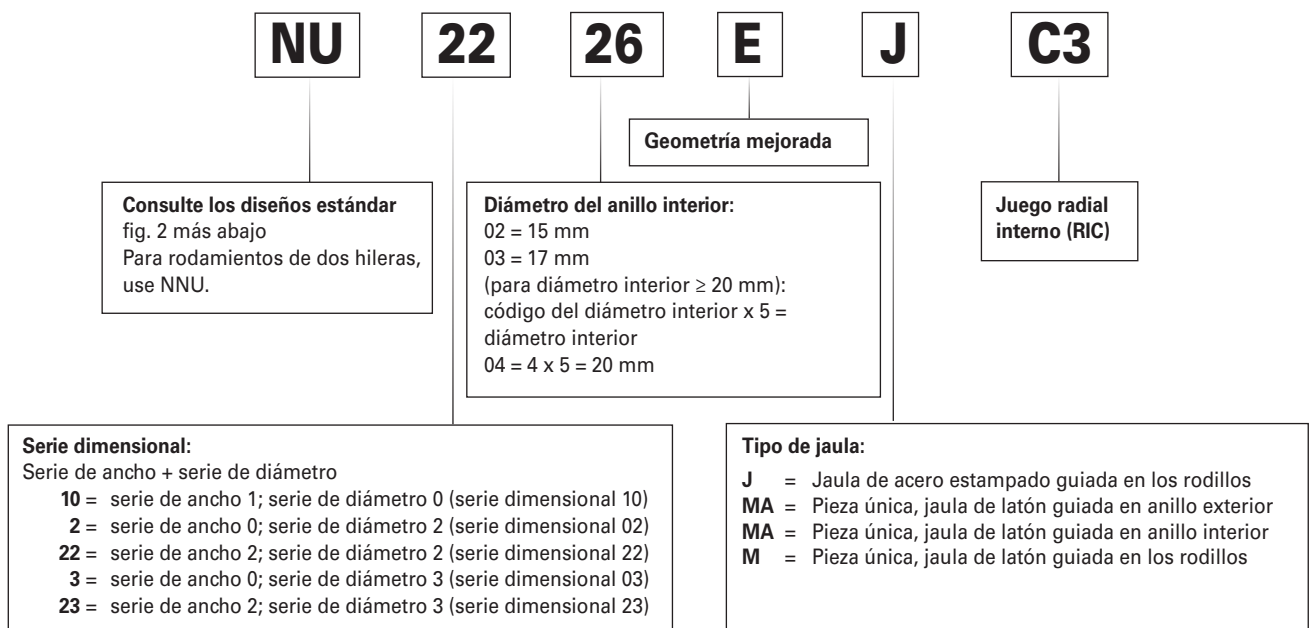 NU 22 26 E J C3
Geometría mejorada
Consulte los diseños estándar
fig. 2 más abajo
Para rodamientos de dos hileras,
use NNU.
Diámetro del anillo interior:
02 = 15 mm
03 = 17 mm
(para diámetro interior ≥ 20 mm):
código del diámetro interior x 5 =
diámetro interior
04 = 4 x 5 = 20 mm
Juego radial
interno (RIC)
Serie dimensional:
Serie de ancho + serie de diámetro
10 = serie de ancho 1; serie de diámetro 0 (serie dimensional 10)
2 = serie de ancho 0; serie de diámetro 2 (serie dimensional 02)
22 = serie de ancho 2; serie de diámetro 2 (serie dimensional 22)
3 = serie de ancho 0; serie de diámetro 3 (serie dimensional 03)
23 = serie de ancho 2; serie de diámetro 3 (serie dimensional 23)
Tipo de jaula:
J = Jaula de acero estampado guiada en los rodillos
MA = Pieza única, jaula de latón guiada en anillo exterior
MA = Pieza única, jaula de latón guiada en anillo interior
M = Pieza única, jaula de latón guiada en los rodillos